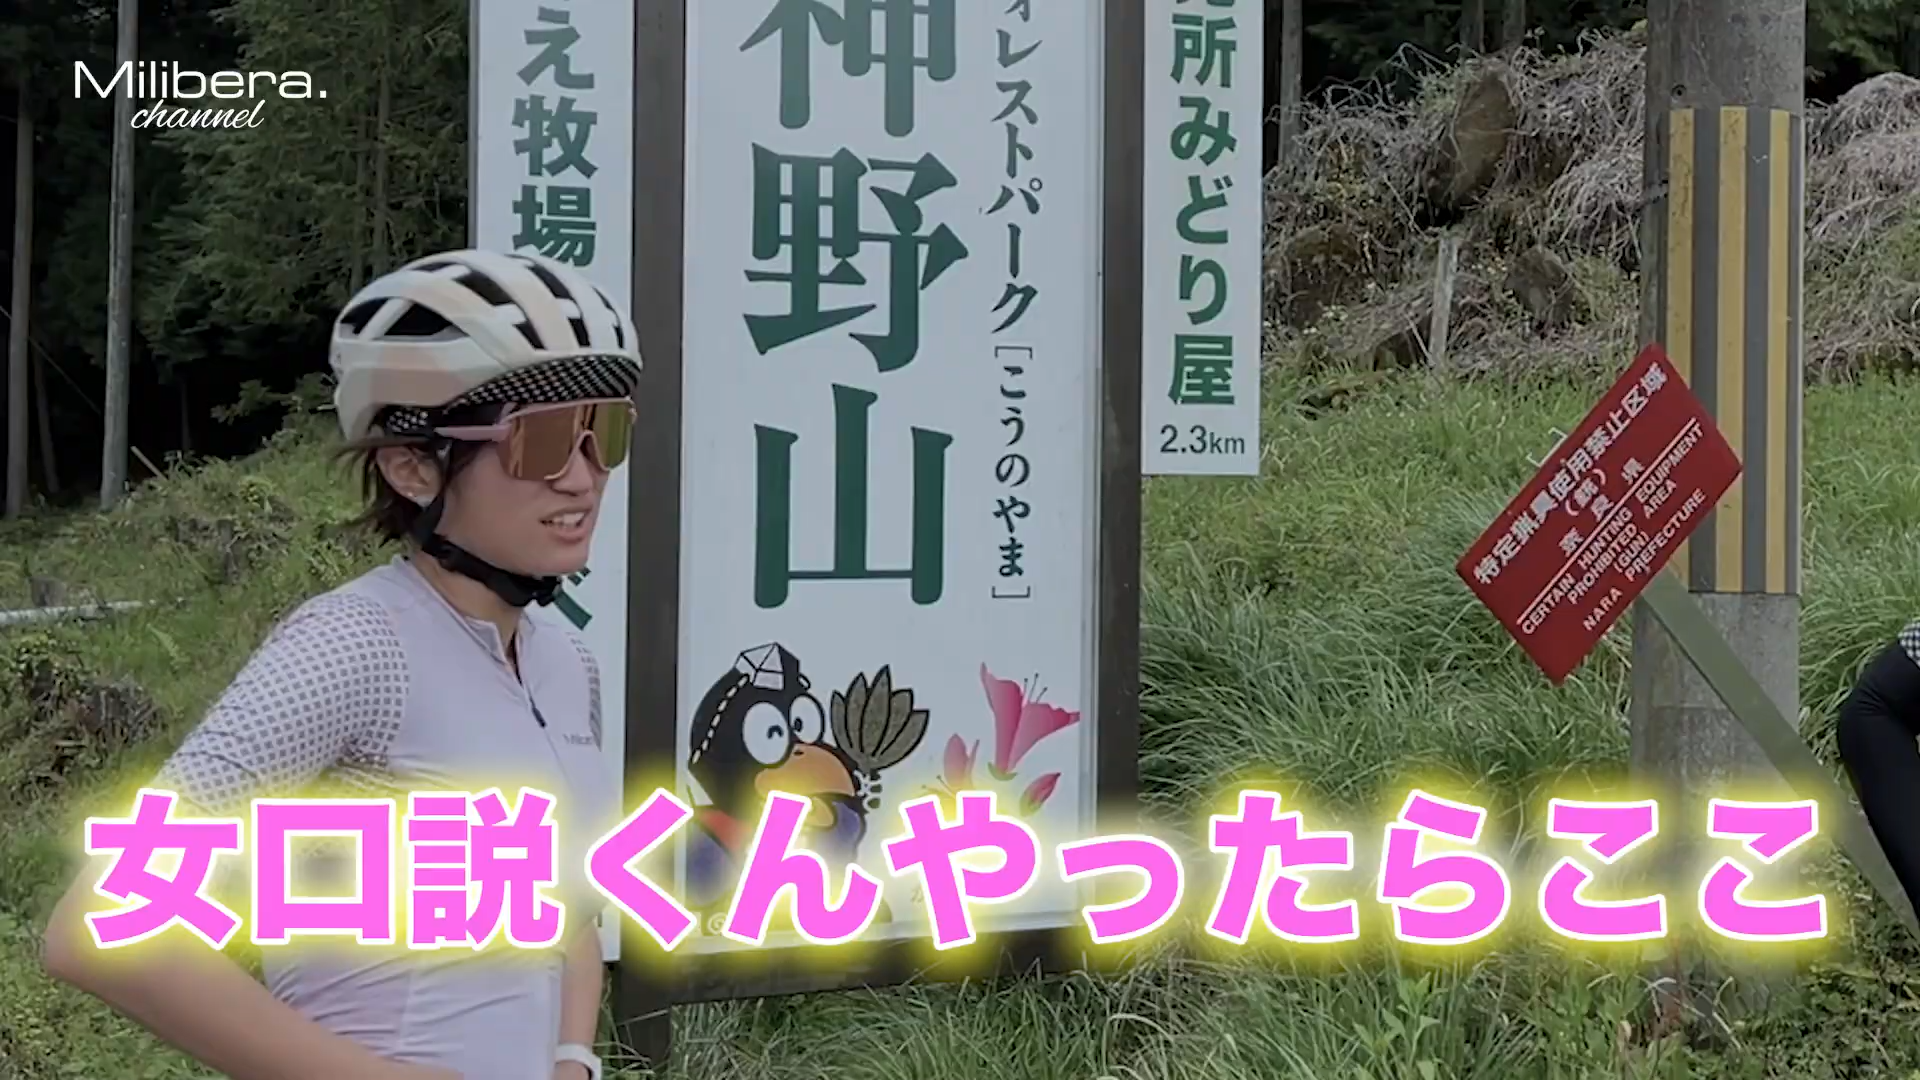 Milibera.
channel
え牧場
べ
神野山
ォレストパーク[こうのやま]
所みどり屋
2.3km
特定猟具使用禁止区域
(銃)
奈良県
CERTAIN HUNTING EQUIPMENT
PROHIBITED AREA
(GUN)
NARA PREFECTURE
女口説くんやったらここ